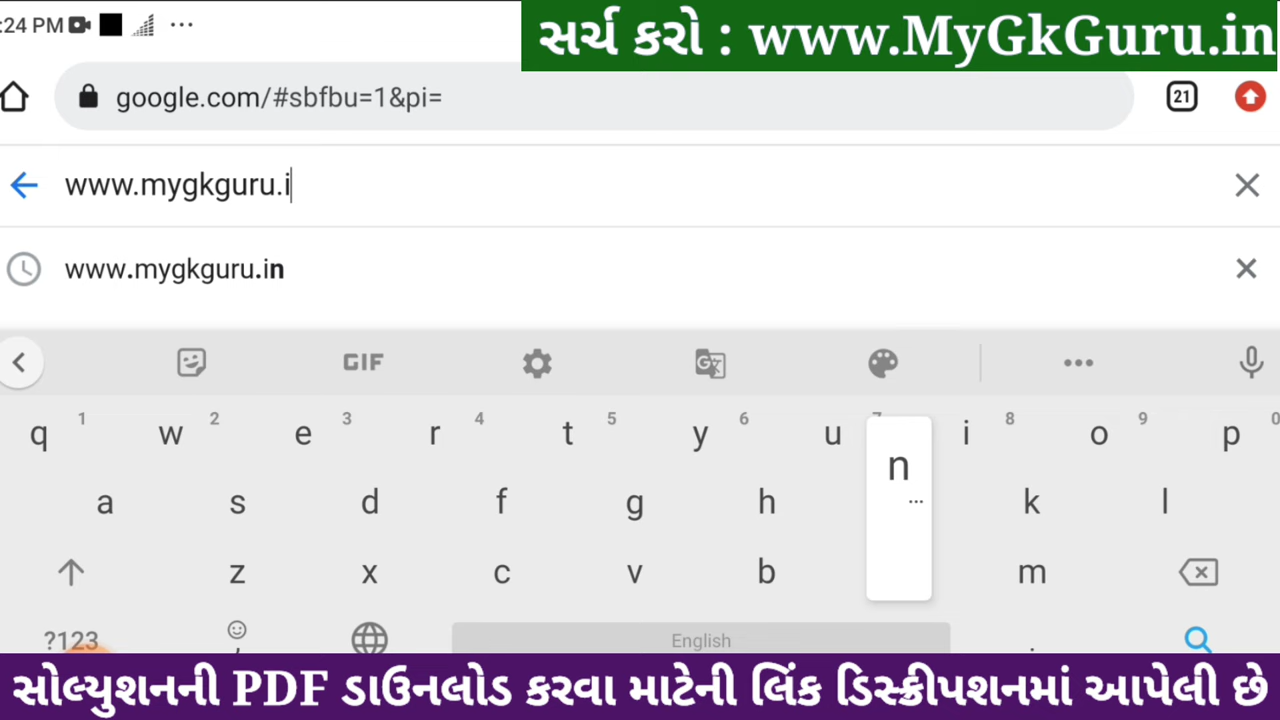 :24 PM
સર્ચ કરો : www.MyGkGuru.in
google.com/#sbfbu=1&pi=
21
www.mygkguru.i
www.mygkguru.in
GIF
1 2 3 4 5 6 7 8 9 0
q w e r t y u i o p
n
...
a s d f g h k l
z x c v b m
?123 , English .
સોલ્યુશનની PDF ડાઉનલોડ કરવા માટેની લિંક ડિસ્ક્રીપશનમાં આપેલી છે